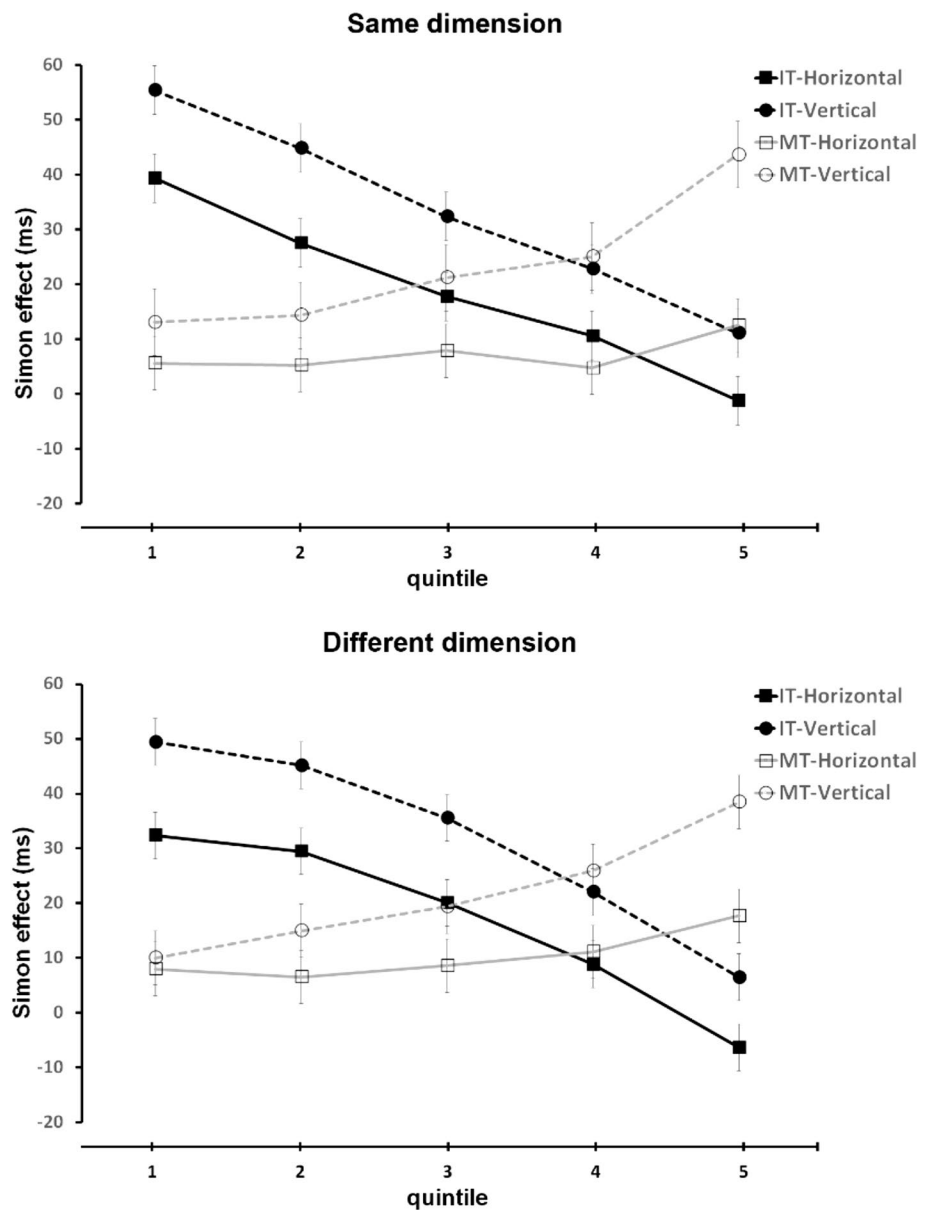 Same dimension
60
50
40
30
20
10
0
-10
-20
Simon effect (ms)
IT-Horizontal
IT-Vertical
MT-Horizontal
MT-Vertical
1 2 3 4 5
quintile
Different dimension
60
50
40
30
20
10
0
-10
-20
Simon effect (ms)
IT-Horizontal
IT-Vertical
MT-Horizontal
MT-Vertical
1 2 3 4 5
quintile